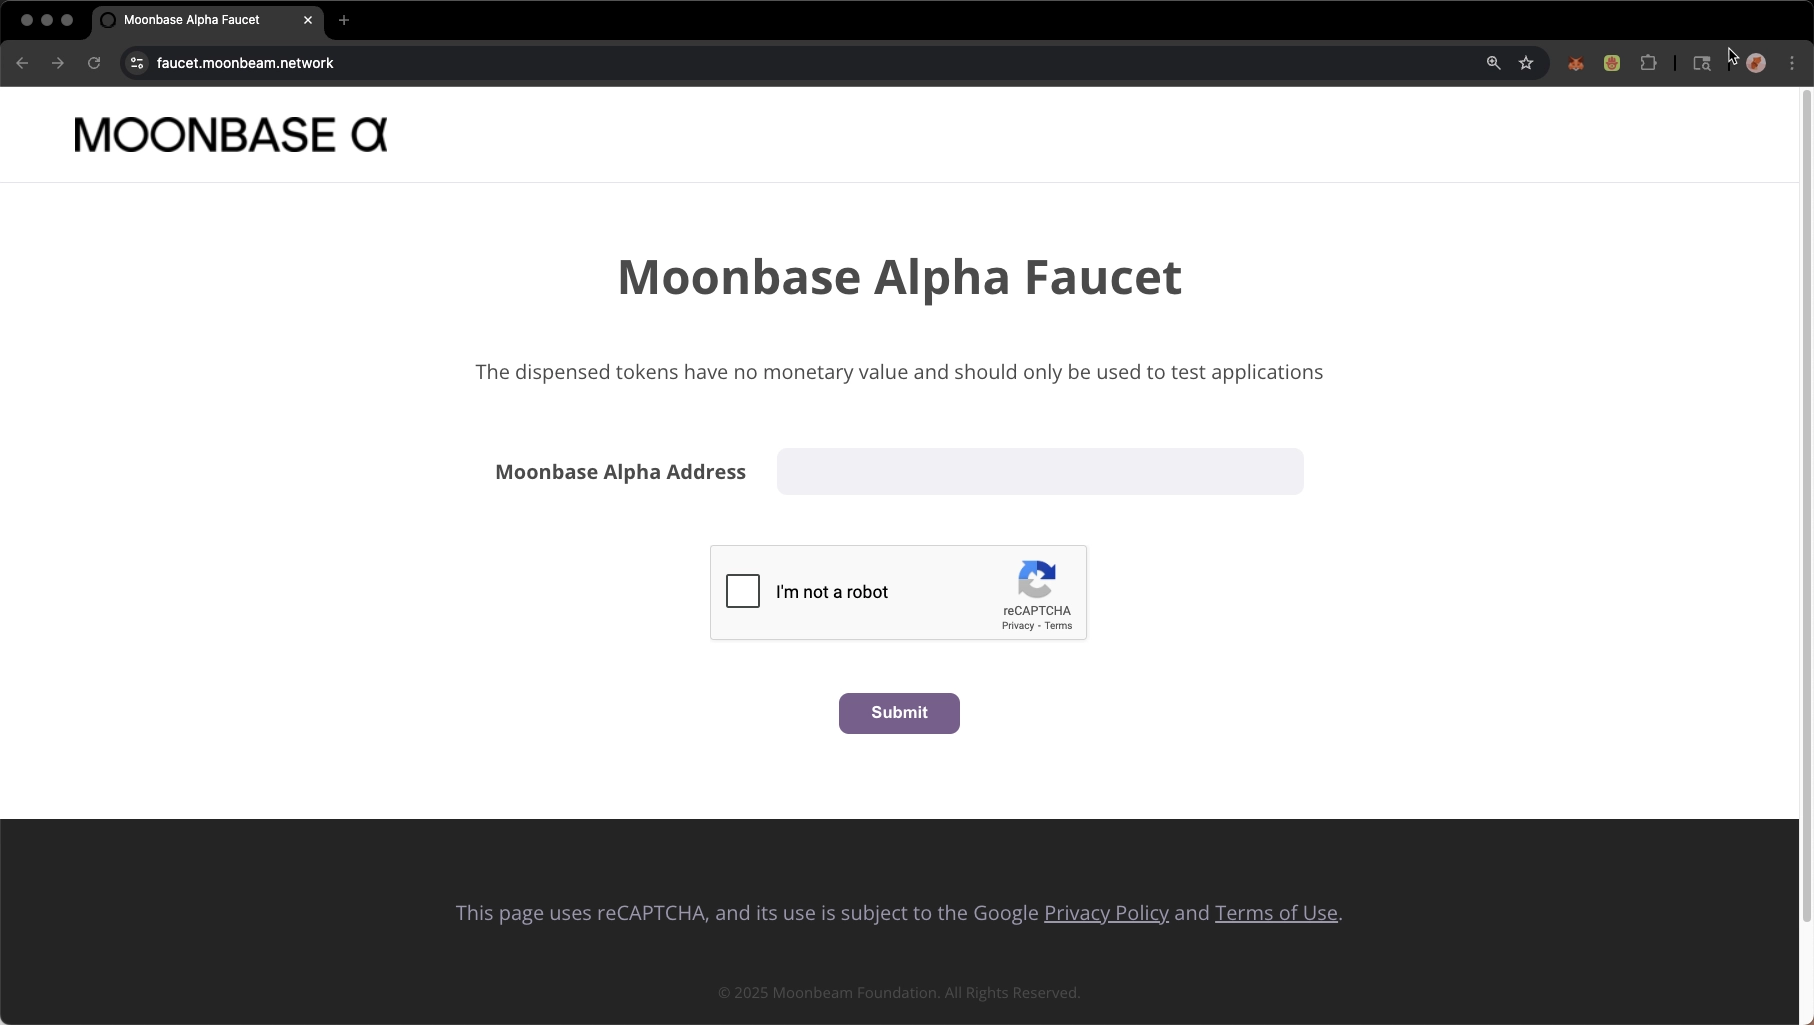 Moonbase Alpha Faucet
faucet.moonbeam.network
MOONBASE α
Moonbase Alpha Faucet
The dispensed tokens have no monetary value and should only be used to test applications
Moonbase Alpha Address
I'm not a robot
reCAPTCHA
Privacy - Terms
Submit
This page uses reCAPTCHA, and its use is subject to the Google Privacy Policy and Terms of Use.
© 2025 Moonbeam Foundation. All Rights Reserved.